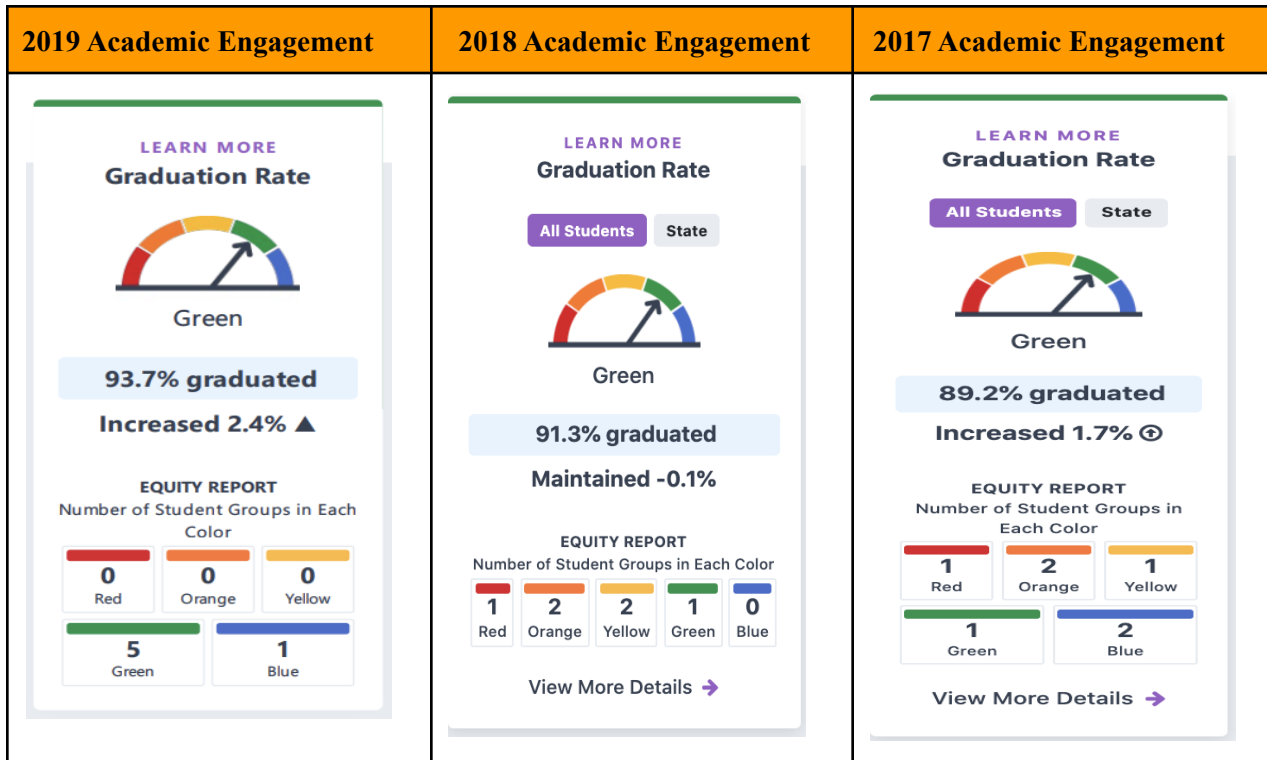 2019 Academic Engagement
LEARN MORE
Graduation Rate
Green
93.7% graduated
Increased 2.4% ▲
EQUITY REPORT
Number of Student Groups in Each
Color
0 0 0
Red Orange Yellow
5 1
Green Blue
2018 Academic Engagement
LEARN MORE
Graduation Rate
All Students State
Green
91.3% graduated
Maintained -0.1%
EQUITY REPORT
Number of Student Groups in Each Color
1 2 2 1 0
Red Orange Yellow Green Blue
View More Details →
2017 Academic Engagement
LEARN MORE
Graduation Rate
All Students State
Green
89.2% graduated
Increased 1.7%
EQUITY REPORT
Number of Student Groups in
Each Color
1 2 1
Red Orange Yellow
1 2
Green Blue
View More Details →